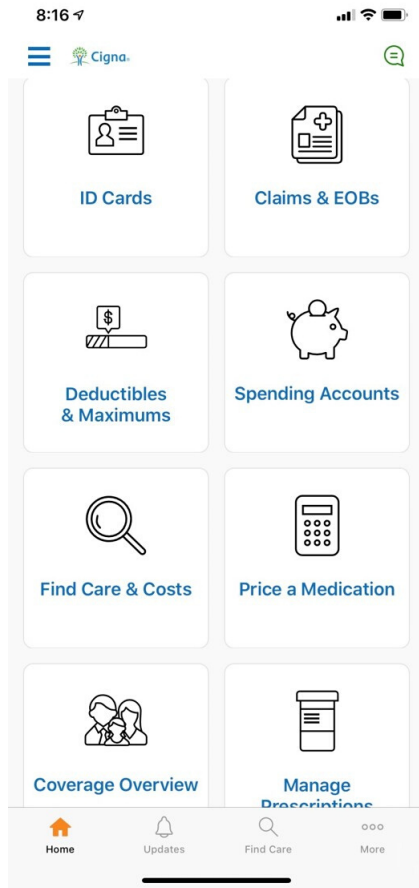 8:16
Cigna
ID Cards
Claims & EOBs
$
Deductibles
& Maximums
Spending Accounts
Find Care & Costs
Price a Medication
Coverage Overview
Manage
Prescriptions
Home
Updates
Find Care
More